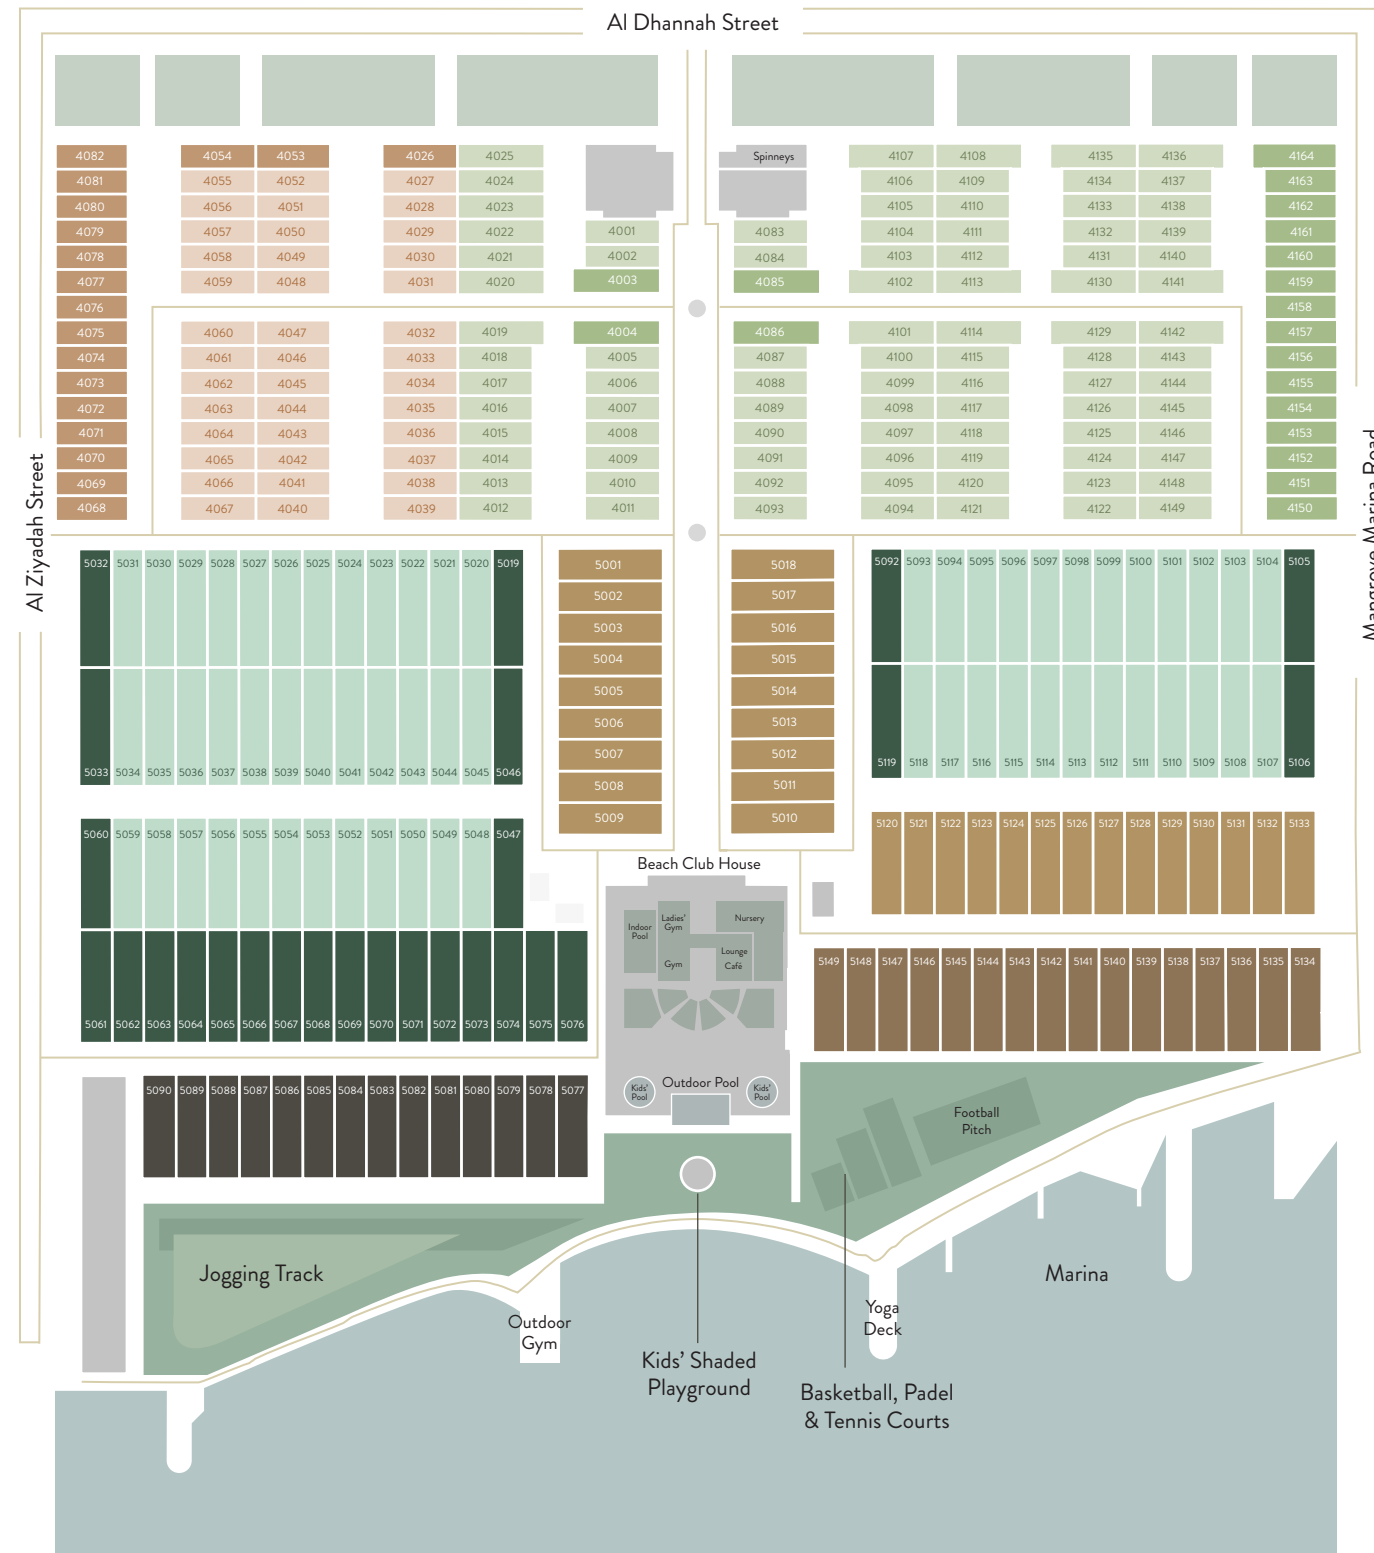 Al Dhannah Street
4082 4054 4053 4026 4025 Spinneys 4107 4108 4135 4136 4164
4081 4055 4052 4027 4024 4106 4109 4134 4137 4163
4080 4056 4051 4028 4023 4105 4110 4133 4138 4162
4079 4057 4050 4029 4022 4001 4083 4104 4111 4132 4139 4161
4078 4058 4049 4030 4021 4002 4084 4103 4112 4131 4140 4160
4077 4059 4048 4031 4020 4003 4085 4102 4113 4130 4141 4159
4076 4158
4075 4060 4047 4032 4019 4004 4086 4101 4114 4129 4142 4157
4074 4061 4046 4033 4018 4005 4087 4100 4115 4128 4143 4156
4073 4062 4045 4034 4017 4006 4088 4099 4116 4127 4144 4155
4072 4063 4044 4035 4016 4007 4089 4098 4117 4126 4145 4154
4071 4064 4043 4036 4015 4008 4090 4097 4118 4125 4146 4153
4070 4065 4042 4037 4014 4009 4091 4096 4119 4124 4147 4152
4069 4066 4041 4038 4013 4010 4092 4095 4120 4123 4148 4151
4068 4067 4040 4039 4012 4011 4093 4094 4121 4122 4149 4150
Al Ziyadah Street
Mangrove Marina Road
5032 5031 5030 5029 5028 5027 5026 5025 5024 5023 5022 5021 5020 5019
5001 5018
5002 5017
5003 5016
5004 5015
5005 5014
5006 5013
5007 5012
5008 5011
5009 5010
5092 5093 5094 5095 5096 5097 5098 5099 5100 5101 5102 5103 5104 5105
5033 5034 5035 5036 5037 5038 5039 5040 5041 5042 5043 5044 5045 5046
5119 5118 5117 5116 5115 5114 5113 5112 5111 5110 5109 5108 5107 5106
5060 5059 5058 5057 5056 5055 5054 5053 5052 5051 5050 5049 5048 5047
5120 5121 5122 5123 5124 5125 5126 5127 5128 5129 5130 5131 5132 5133
Beach Club House
Indoor
Pool
Ladies'
Gym
Nursery
Gym
Lounge
Café
5149 5148 5147 5146 5145 5144 5143 5142 5141 5140 5139 5138 5137 5136 5135 5134
5061 5062 5063 5064 5065 5066 5067 5068 5069 5070 5071 5072 5073 5074 5075 5076
5090 5089 5088 5087 5086 5085 5084 5083 5082 5081 5080 5079 5078 5077
Outdoor Pool
Kids'
Pool
Kids'
Pool
Football
Pitch
Jogging Track
Marina
Outdoor
Gym
Yoga
Deck
Kids' Shaded
Playground
Basketball, Padel
& Tennis Courts